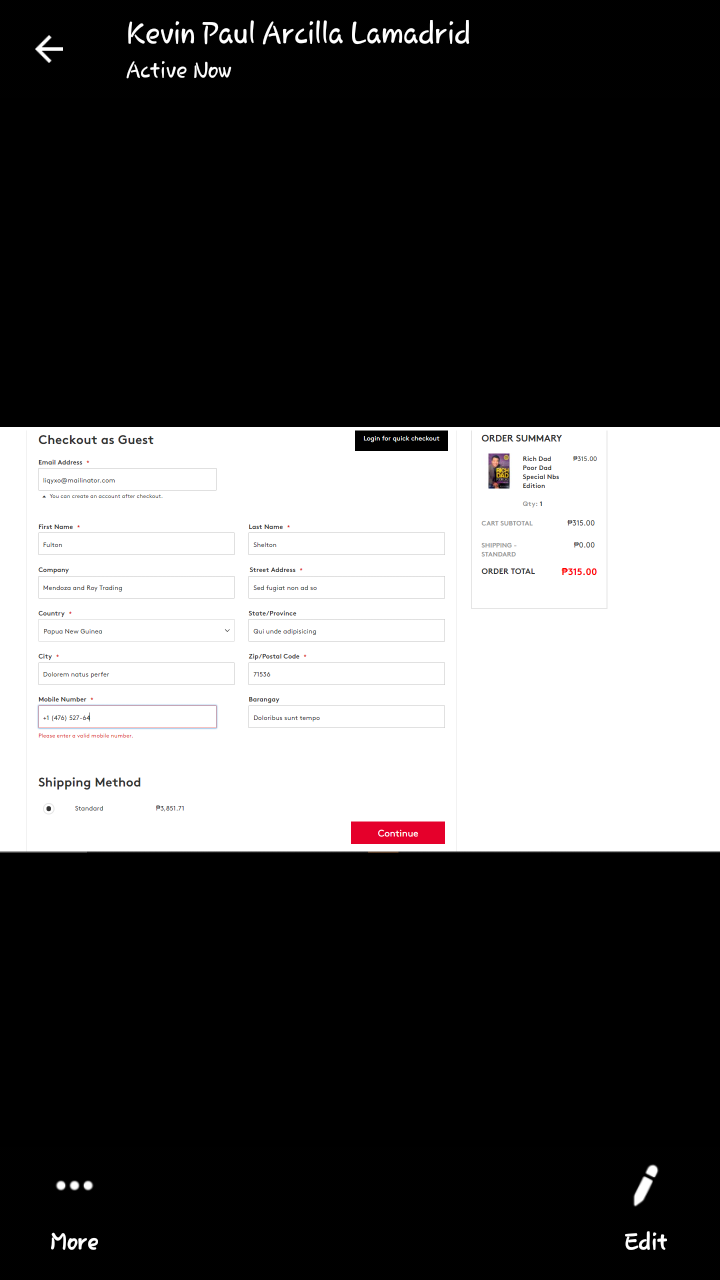 Kevin Paul Arcilla Lamadrid
Active Now
Checkout as Guest
Login for quick checkout
Email Address *
liqyxo@mailinator.com
You can create an account after checkout.
First Name * Last Name *
Fulton Shelton
Company Street Address *
Mendoza and Roy Trading Sed fugiat non ad so
Country * State/Province
Papua New Guinea Qui unde adipisicing
City * Zip/Postal Code *
Dolorem natus perfer 71536
Mobile Number * Barangay
+1 (476) 527-64 Doloribus sunt tempo
Please enter a valid mobile number.
Shipping Method
Standard ₱3,851.71
Continue
ORDER SUMMARY
RICH DAD
Rich Dad ₱315.00
Poor Dad
Special Nbs
Edition
Qty: 1
CART SUBTOTAL ₱315.00
SHIPPING - ₱0.00
STANDARD
ORDER TOTAL ₱315.00
More Edit